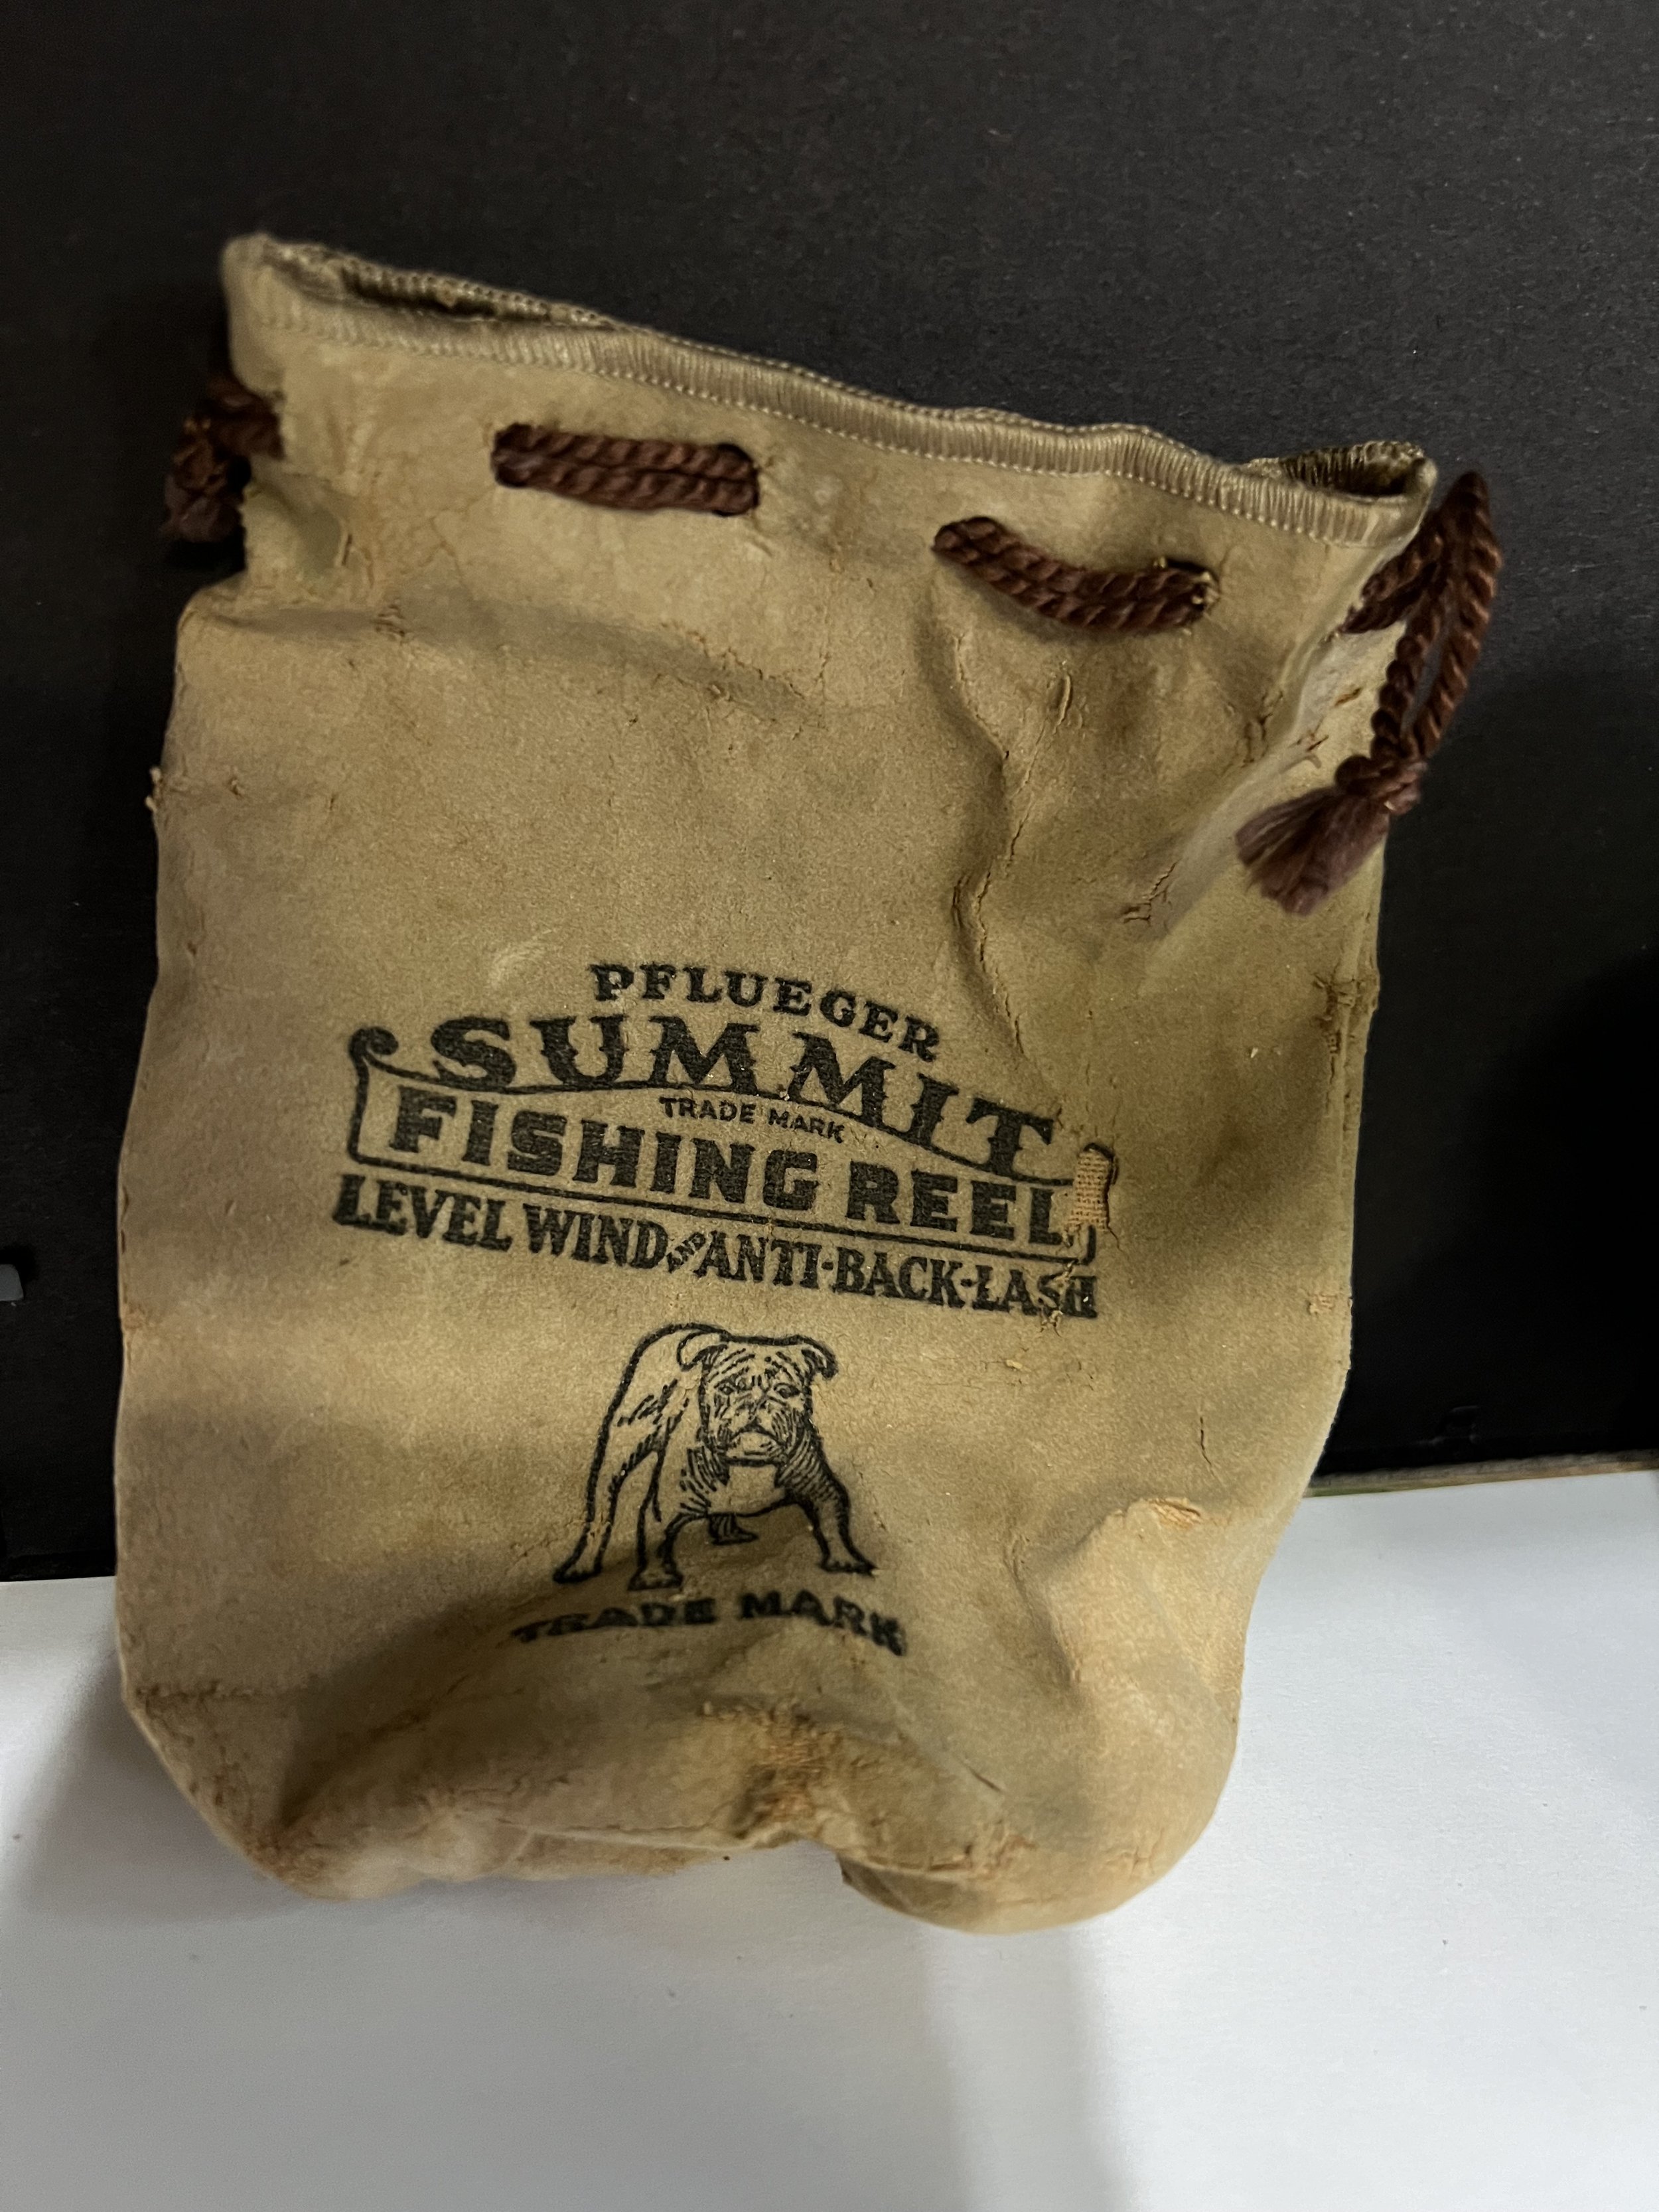 PFLUEGER
SUMMIT
TRADE MARK
FISHING REEL
LEVEL WIND AND ANTI-BACK-LASH
TRADE MARK